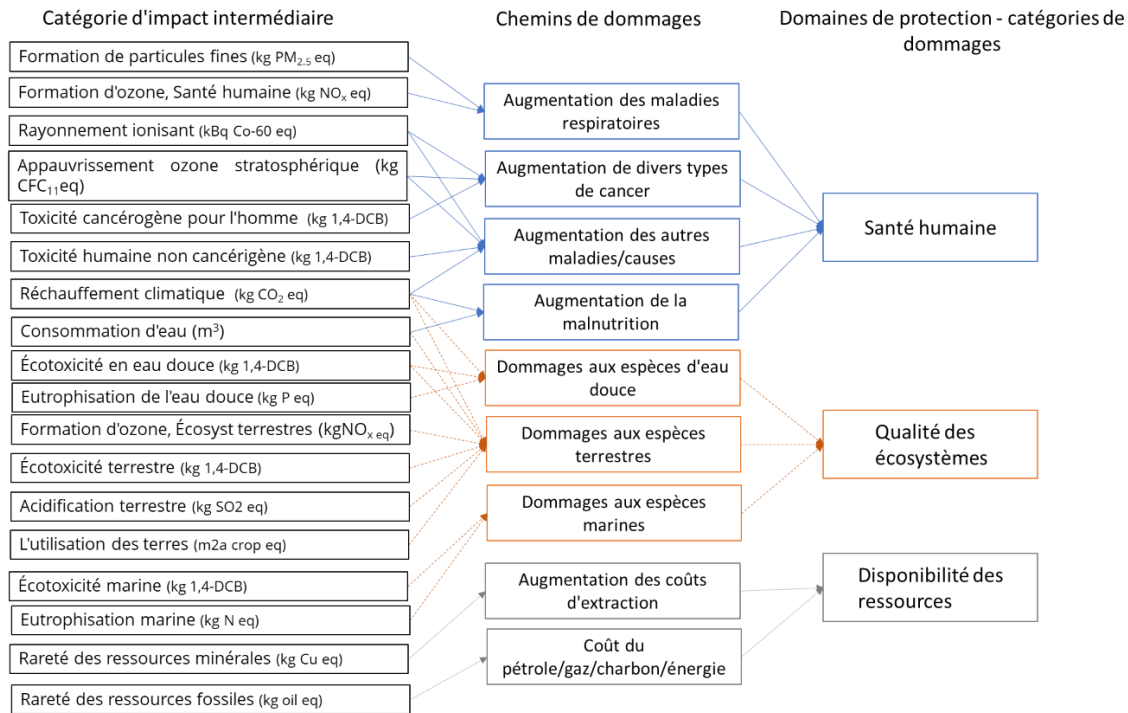 Catégorie d'impact intermédiaire
Chemins de dommages
Domaines de protection - catégories de
dommages
Formation de particules fines (kg PM2.5 eq)
Formation d'ozone, Santé humaine (kg NOx eq)
Rayonnement ionisant (kBq Co-60 eq)
Appauvrissement ozone stratosphérique (kg
CFC11eq)
Toxicité cancérogène pour l'homme (kg 1,4-DCB)
Toxicité humaine non cancérigène (kg 1,4-DCB)
Réchauffement climatique (kg CO2 eq)
Consommation d'eau (m3)
Écotoxicité en eau douce (kg 1,4-DCB)
Eutrophisation de l'eau douce (kg P eq)
Formation d'ozone, Écosyst terrestres (kgNOx eq)
Écotoxicité terrestre (kg 1,4-DCB)
Acidification terrestre (kg SO2 eq)
L'utilisation des terres (m2a crop eq)
Écotoxicité marine (kg 1,4-DCB)
Eutrophisation marine (kg N eq)
Rareté des ressources minérales (kg Cu eq)
Rareté des ressources fossiles (kg oil eq)
Augmentation des maladies
respiratoires
Augmentation de divers types
de cancer
Augmentation des autres
maladies/causes
Augmentation de la
malnutrition
Dommages aux espèces d'eau
douce
Dommages aux espèces
terrestres
Dommages aux espèces
marines
Augmentation des coûts
d'extraction
Coût du
pétrole/gaz/charbon/énergie
Santé humaine
Qualité des
écosystèmes
Disponibilité des
ressources